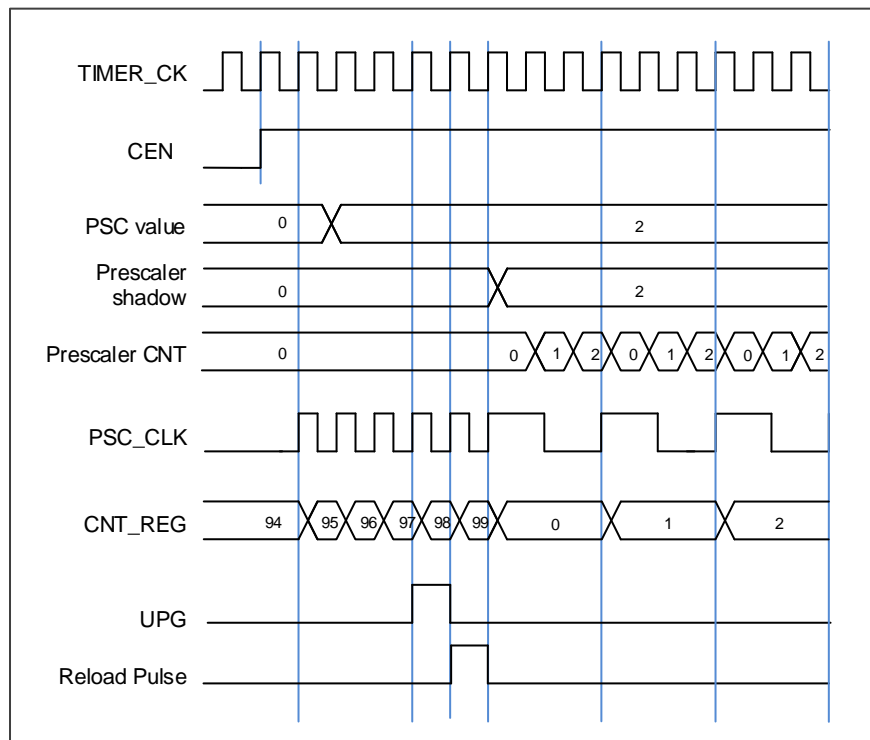 TIMER_CK
CEN
PSC value 0 2
Prescaler
shadow 0 2
Prescaler CNT 0 0 1 2 0 1 2 0 1 2
PSC_CLK
CNT_REG 94 95 96 97 98 99 0 1 2
UPG
Reload Pulse